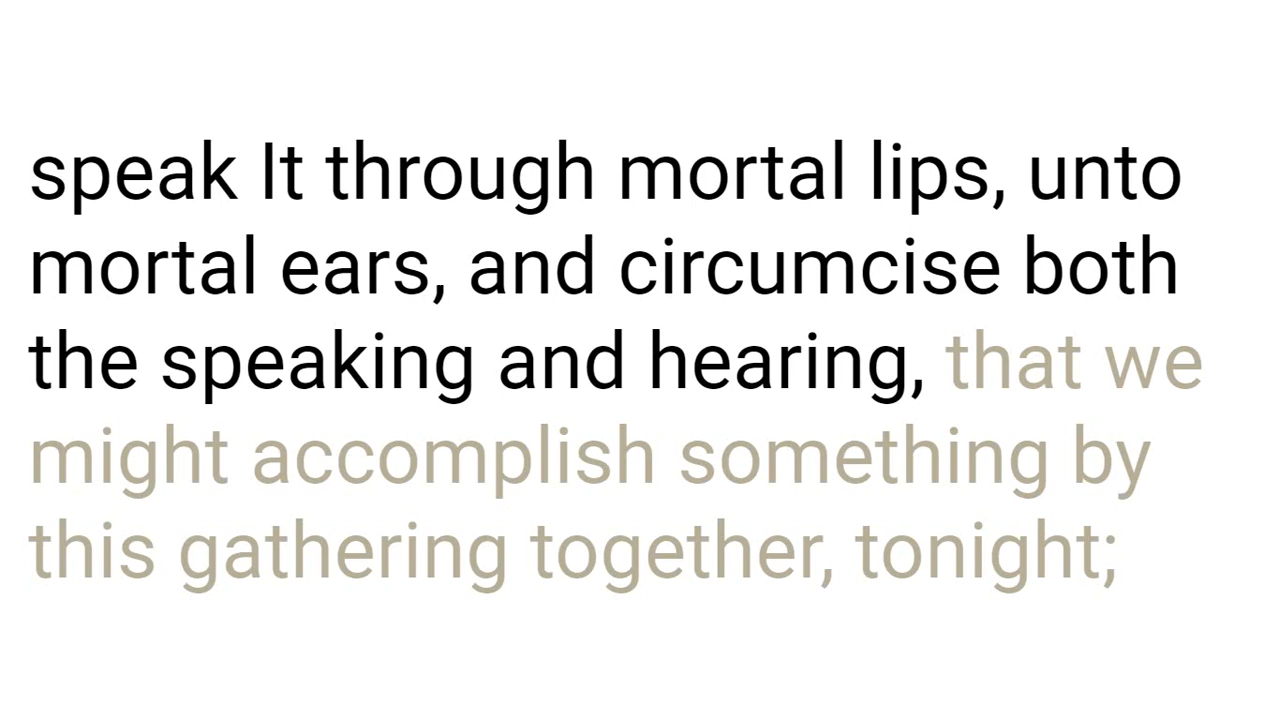 speak It through mortal lips, unto
mortal ears, and circumcise both
the speaking and hearing, that we
might accomplish something by
this gathering together, tonight;